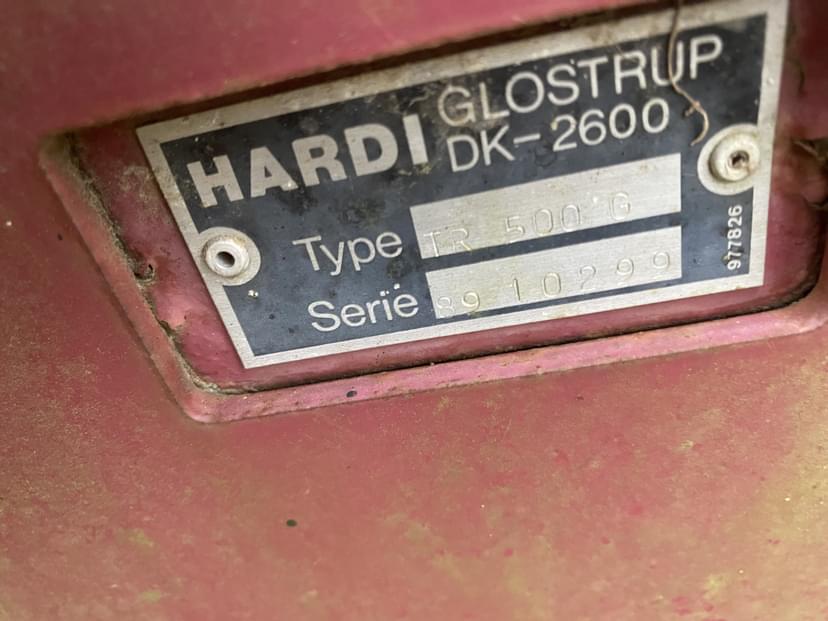 HARDI GLOSTRUP
DK-2600
Type TR 500 G
Serie 89 10299
977826